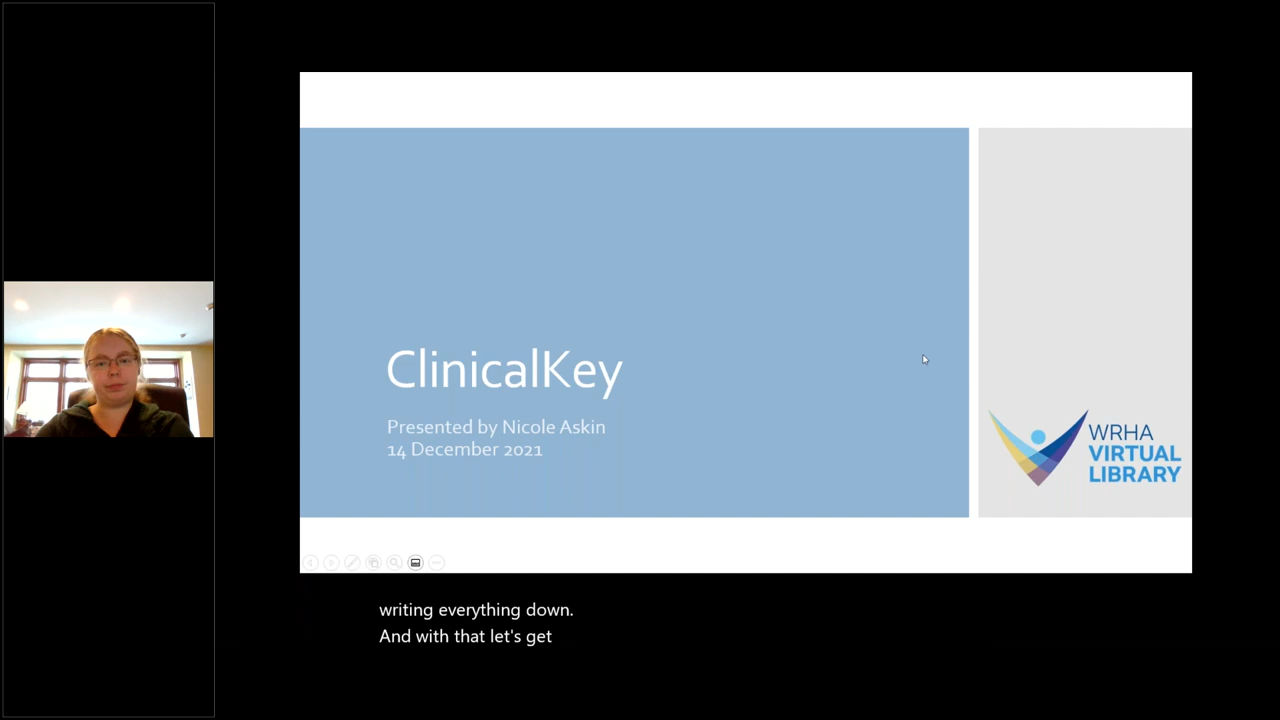 ClinicalKey
Presented by Nicole Askin
14 December 2021
WRHA
VIRTUAL
LIBRARY
writing everything down.
And with that let's get